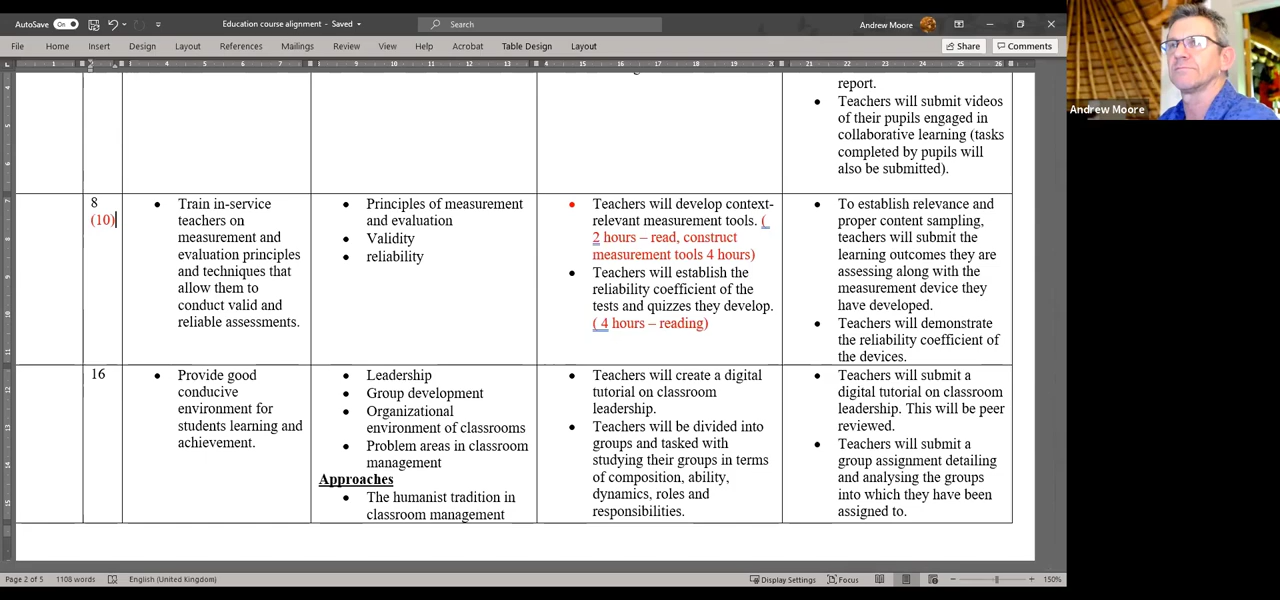 AutoSave On
Education course alignment - Saved
Search
Andrew Moore
File Home Insert Design Layout References Mailings Review View Help Acrobat Table Design Layout
Share
Comments
Andrew Moore
report.
• Teachers will submit videos
of their pupils engaged in
collaborative learning (tasks
completed by pupils will
also be submitted).
8
(10)
• Train in-service
teachers on
measurement and
evaluation principles
and techniques that
allow them to
conduct valid and
reliable assessments.
• Principles of measurement
and evaluation
• Validity
• reliability
• Teachers will develop context-
relevant measurement tools. (
2 hours – read, construct
measurement tools 4 hours)
• Teachers will establish the
reliability coefficient of the
tests and quizzes they develop.
( 4 hours – reading)
• To establish relevance and
proper content sampling,
teachers will submit the
learning outcomes they are
assessing along with the
measurement device they
have developed.
• Teachers will demonstrate
the reliability coefficient of
the devices.
16
• Provide good
conducive
environment for
students learning and
achievement.
• Leadership
• Group development
• Organizational
environment of classrooms
• Problem areas in classroom
management
Approaches
• The humanist tradition in
classroom management
• Teachers will create a digital
tutorial on classroom
leadership.
• Teachers will be divided into
groups and tasked with
studying their groups in terms
of composition, ability,
dynamics, roles and
responsibilities.
• Teachers will submit a
digital tutorial on classroom
leadership. This will be peer
reviewed.
• Teachers will submit a
group assignment detailing
and analysing the groups
into which they have been
assigned to.
Page 2 of 5 1108 words English (United Kingdom)
Display Settings Focus 150%